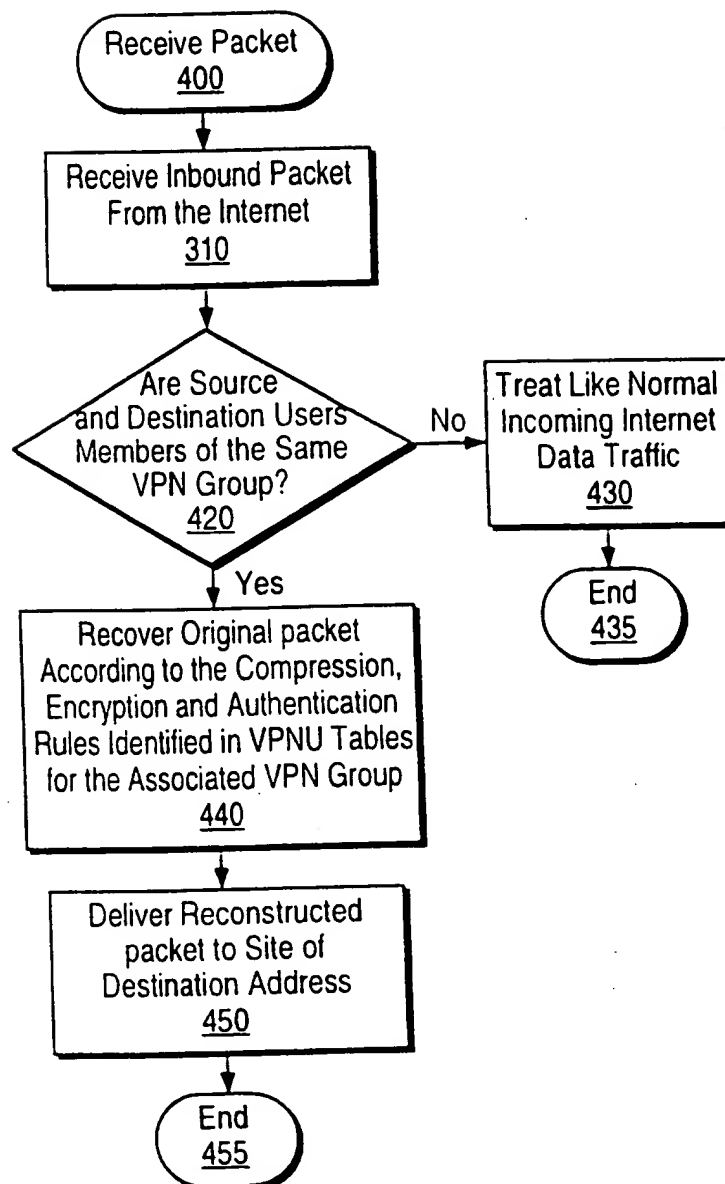 Receive Packet
400
Receive Inbound Packet
From the Internet
310
Are Source
and Destination Users
Members of the Same
VPN Group?
420
No
Treat Like Normal
Incoming Internet
Data Traffic
430
End
435
Yes
Recover Original packet
According to the Compression,
Encryption and Authentication
Rules Identified in VPNU Tables
for the Associated VPN Group
440
Deliver Reconstructed
packet to Site of
Destination Address
450
End
455